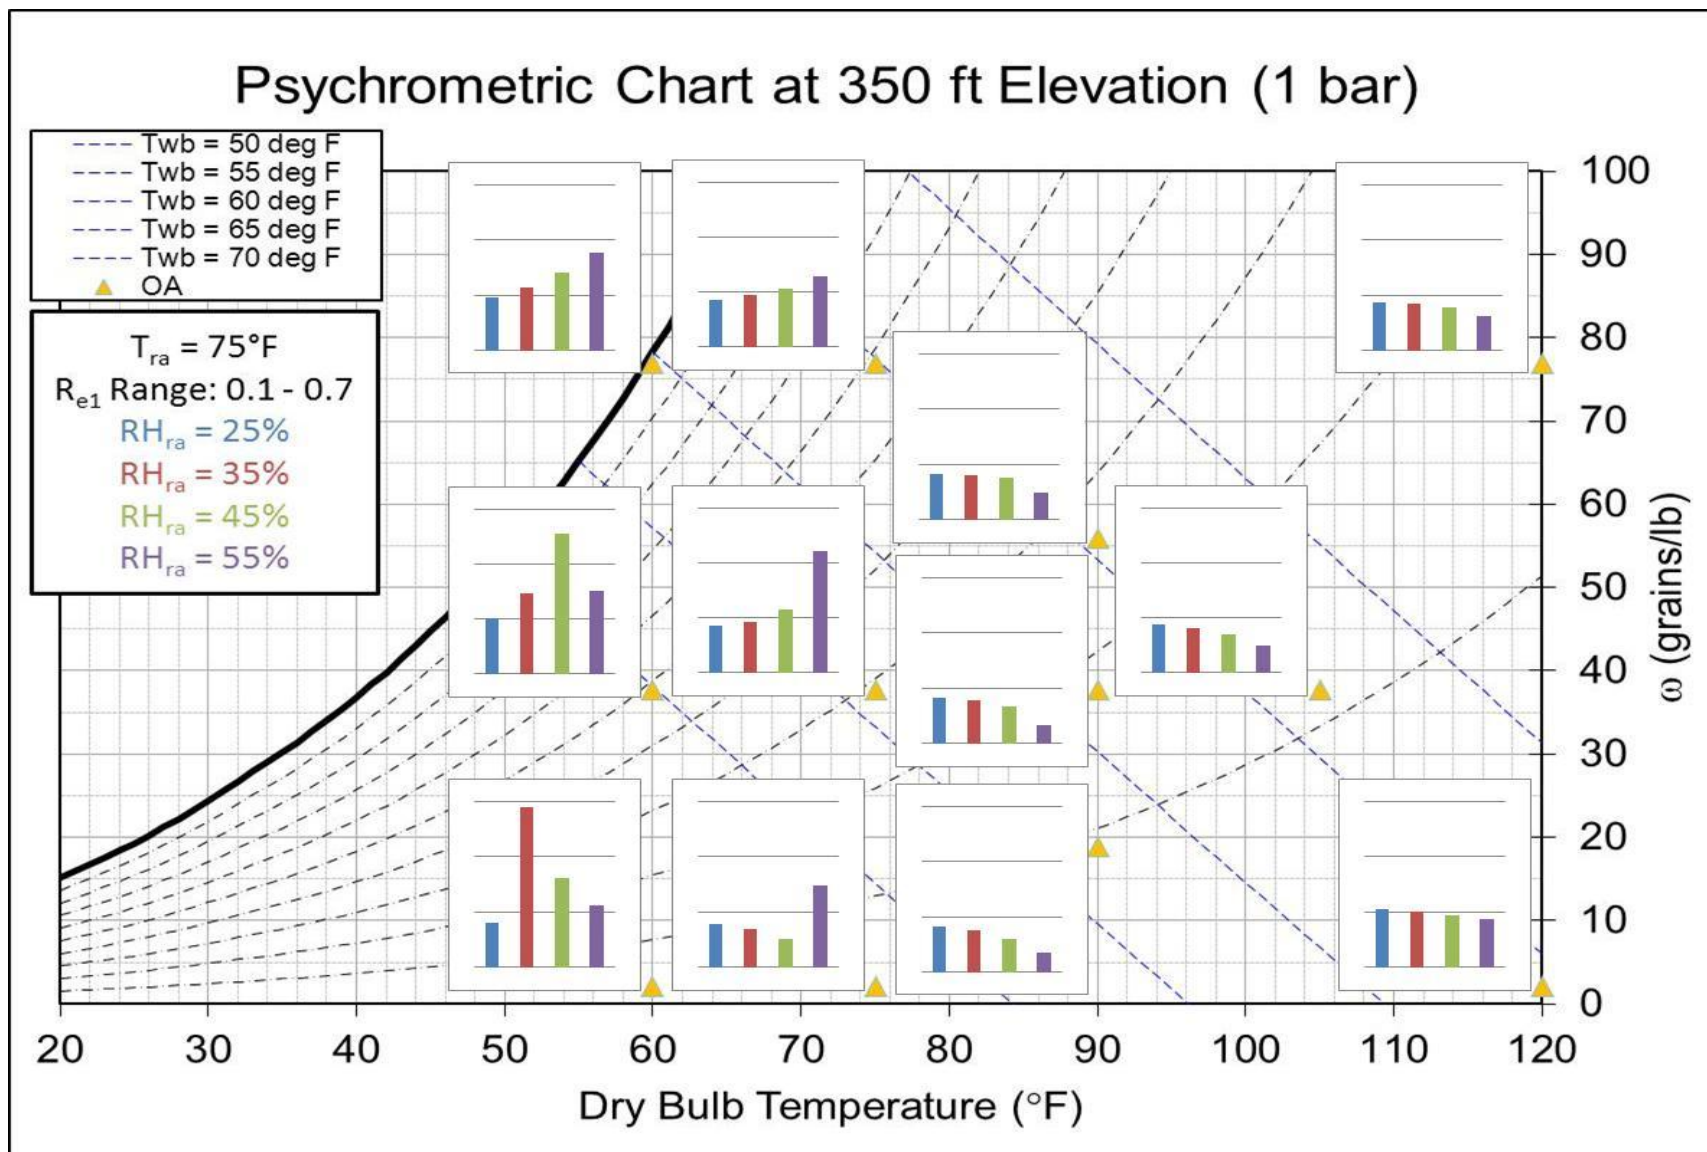 Psychrometric Chart at 350 ft Elevation (1 bar)
Twb = 50 deg F
Twb = 55 deg F
Twb = 60 deg F
Twb = 65 deg F
Twb = 70 deg F
OA
Tra = 75°F
Re1 Range: 0.1 - 0.7
RHra = 25%
RHra = 35%
RHra = 45%
RHra = 55%
100
90
80
70
60
50
40
30
20
10
0
ω (grains/lb)
20 30 40 50 60 70 80 90 100 110 120
Dry Bulb Temperature (°F)